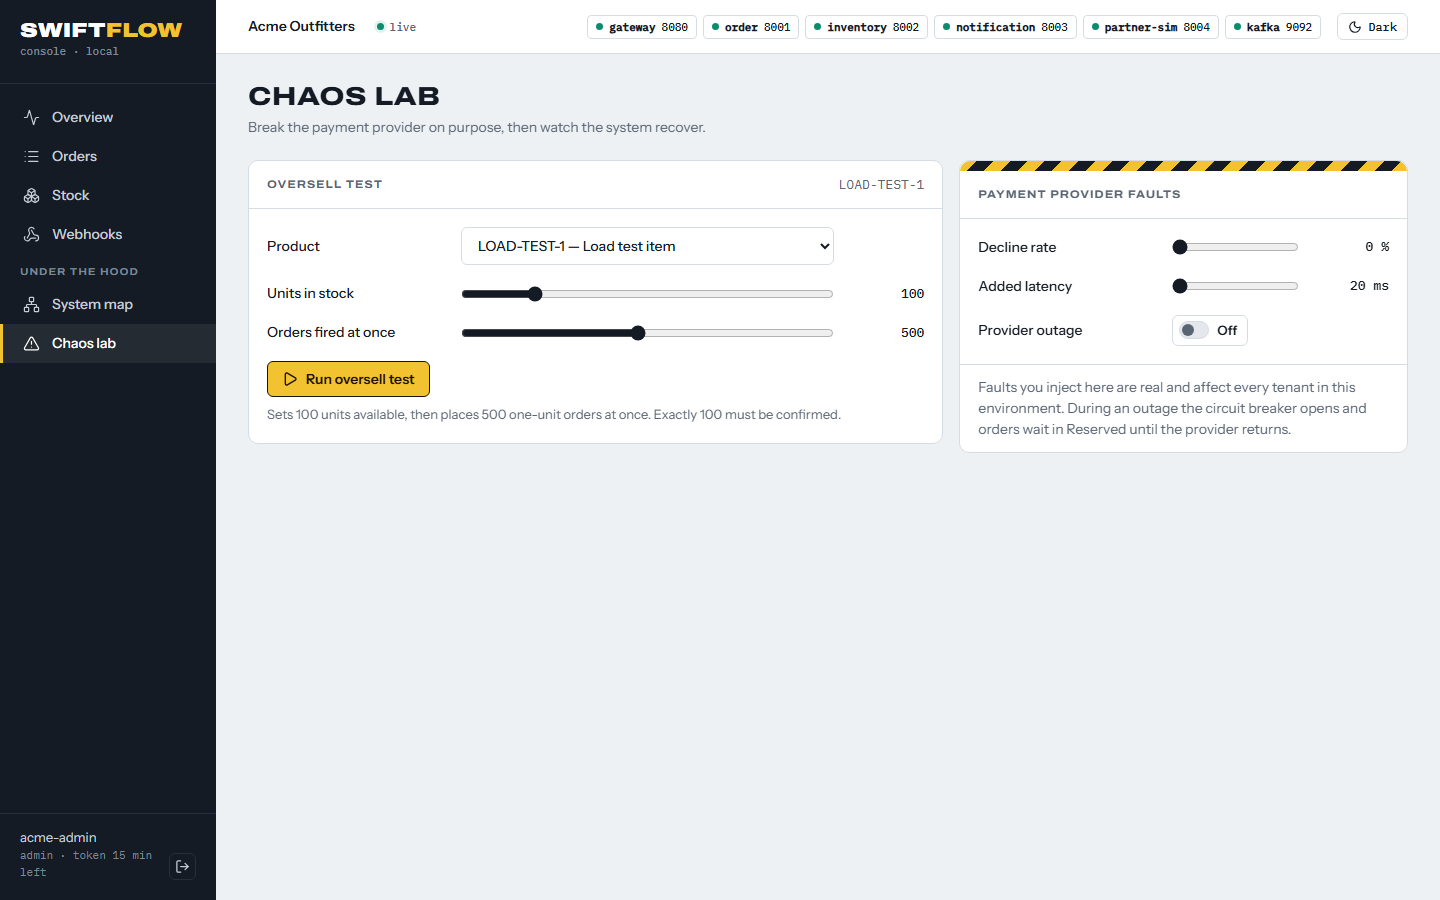 SWIFTFLOW
console · local
Overview
Orders
Stock
Webhooks
UNDER THE HOOD
System map
Chaos lab
acme-admin
admin · token 15 min
left
Acme Outfitters
live
gateway 8080
order 8001
inventory 8002
notification 8003
partner-sim 8004
kafka 9092
Dark
CHAOS LAB
Break the payment provider on purpose, then watch the system recover.
OVERSELL TEST
LOAD-TEST-1
Product
LOAD-TEST-1 — Load test item
Units in stock
100
Orders fired at once
500
Run oversell test
Sets 100 units available, then places 500 one-unit orders at once. Exactly 100 must be confirmed.
PAYMENT PROVIDER FAULTS
Decline rate
0 %
Added latency
20 ms
Provider outage
Off
Faults you inject here are real and affect every tenant in this
environment. During an outage the circuit breaker opens and
orders wait in Reserved until the provider returns.